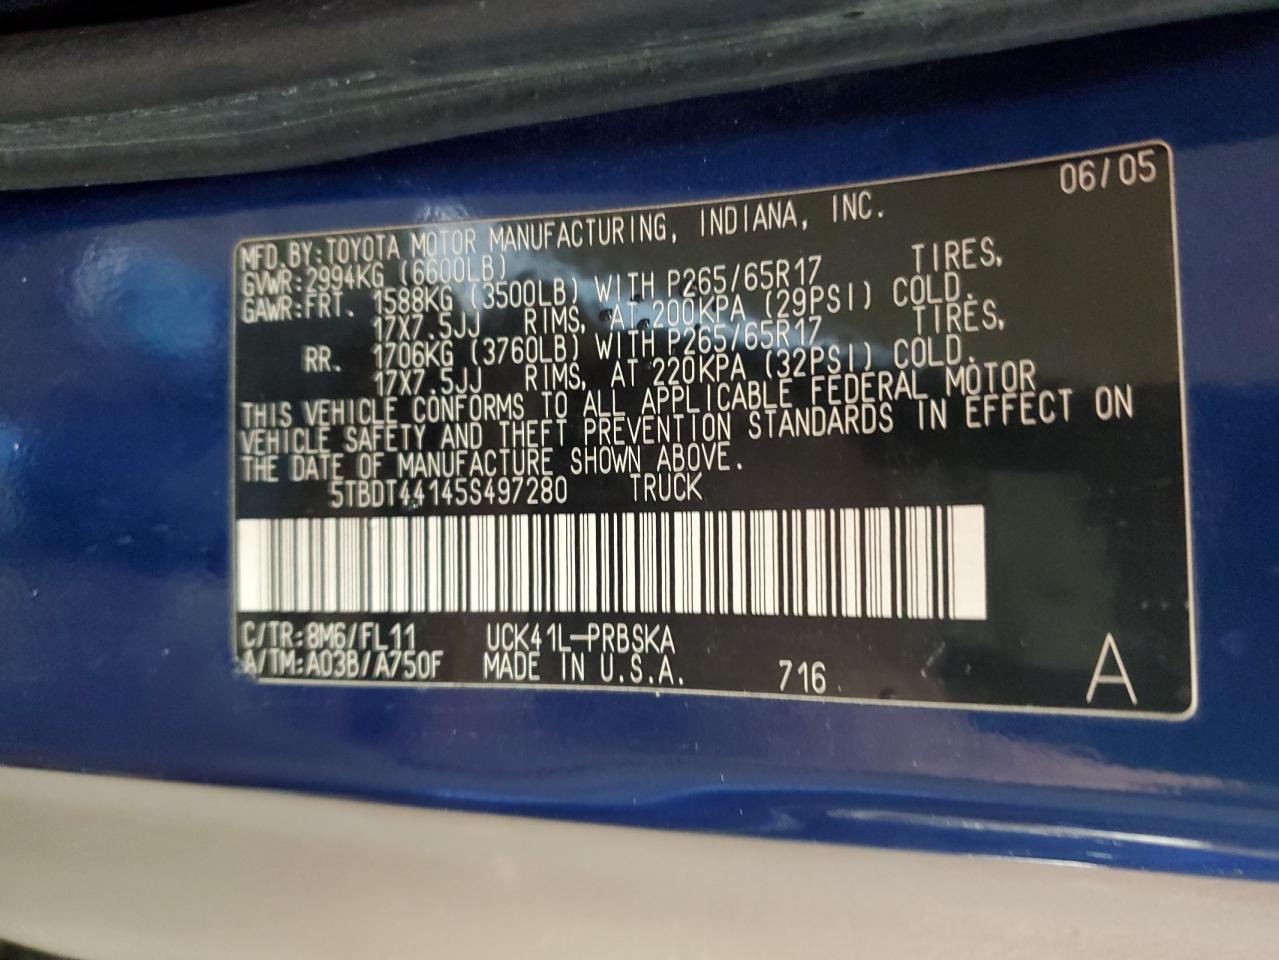 06/05
MFD.BY:TOYOTA MOTOR MANUFACTURING, INDIANA, INC.
GVWR:2994KG (6600LB)
GAWR:FRT. 1588KG (3500LB) WITH P265/65R17 TIRES,
17X7.5JJ RIMS, AT 200KPA (29PSI) COLD.
RR. 1706KG (3760LB) WITH P265/65R17 TIRES,
17X7.5JJ RIMS, AT 220KPA (32PSI) COLD.
THIS VEHICLE CONFORMS TO ALL APPLICABLE FEDERAL MOTOR
VEHICLE SAFETY AND THEFT PREVENTION STANDARDS IN EFFECT ON
THE DATE OF MANUFACTURE SHOWN ABOVE.
5TBDT44145S497280 TRUCK
C/TR:8M6/FL11 UCK41L-PRBSKA
A/TM:A03B/A750F MADE IN U.S.A. 716 A